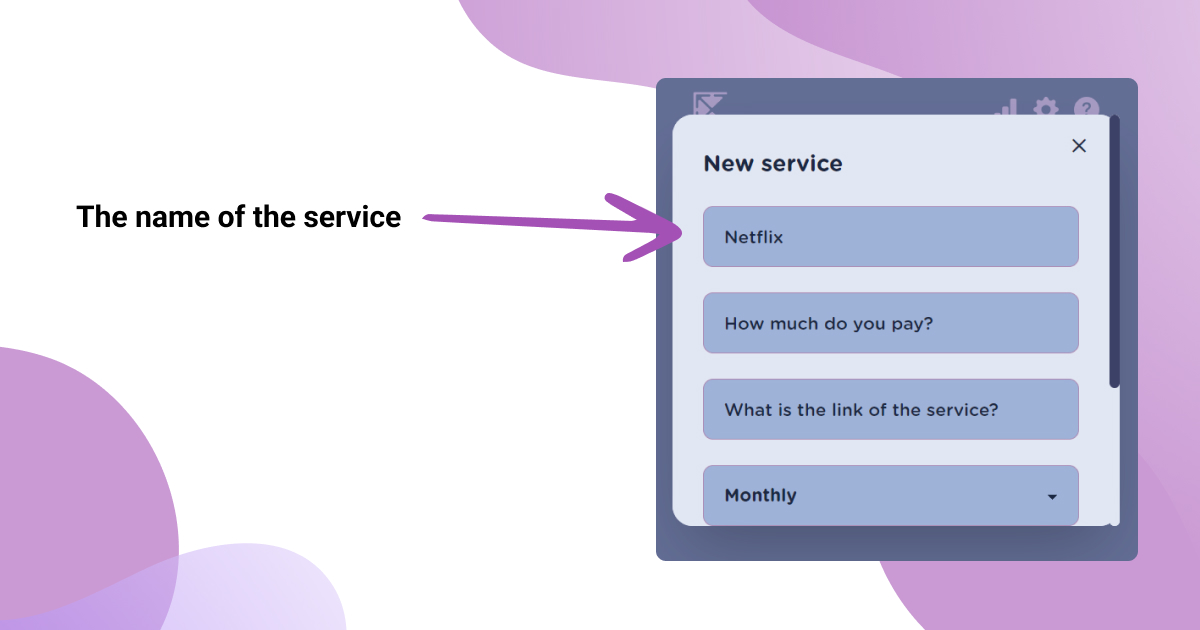 The name of the service
New service
Netflix
How much do you pay?
What is the link of the service?
Monthly